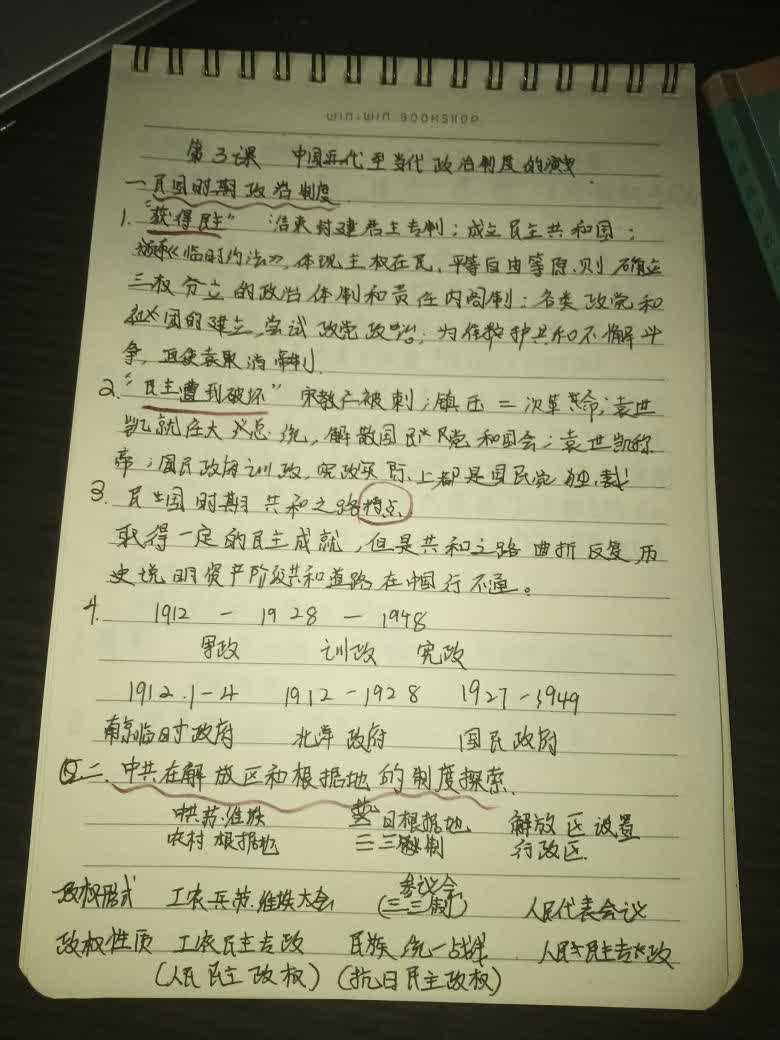 WIN:WIN BOOKSHOP
第3课 中国近代至当代政治制度的演变
一 民国时期政治制度
1. "获得民主" 结束封建君主专制；成立民主共和国；
《临时约法》，体现主权在民、平等自由等原则 确立
三权分立的政治体制和责任内阁制；各类政党和
社团的建立，尝试政党政治；为维护共和不懈斗
争，迫使袁取消帝制。
2. "民主遭到破坏" 宋教仁被刺；镇压二次革命；袁世
凯就任大总统，解散国民党和国会；袁世凯称
帝；国民政府训政，宪政实际上都是国民党独裁
3. 民国时期共和之路特点
取得一定的民主成就，但是共和之路曲折反复，历
史说明资产阶级共和道路在中国行不通。
4. 1912 — 1928 — 1948
军政 训政 宪政
1912.1-4 1912-1928 1927-1949
南京临时政府 北洋政府 国民政府
二. 中共在解放区和根据地的制度探索.
中共苏维埃 日根据地 解放区设置
农村根据地 三三制 行政区.
政权形式 工农兵苏维埃大会 参议会(三三制) 人民代表会议
政权性质 工农民主专政 民族统一战线 人民民主专政
(人民民主政权) (抗日民主政权)